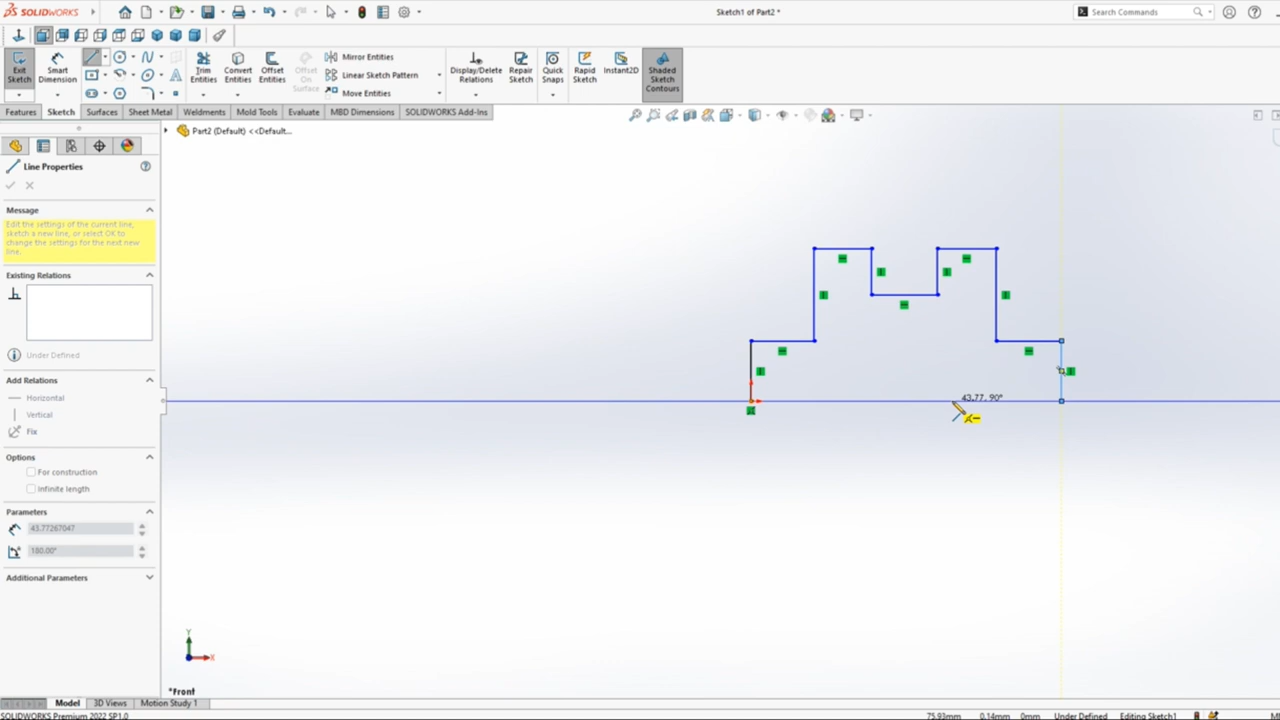 SOLIDWORKS
Sketch1 of Part2 *
Search Commands
Exit Sketch
Smart Dimension
Trim Entities
Convert Entities
Offset Entities
Offset On Surface
Mirror Entities
Linear Sketch Pattern
Move Entities
Display/Delete Relations
Repair Sketch
Quick Snaps
Rapid Sketch
Instant2D
Shaded Sketch Contours
Features
Sketch
Surfaces
Sheet Metal
Weldments
Mold Tools
Evaluate
MBD Dimensions
SOLIDWORKS Add-Ins
Part2 (Default) <<Default...
Line Properties
Message
Edit the settings of the current line,
sketch a new line, or select OK to
change the settings for the next new
line.
Existing Relations
Under Defined
Add Relations
Horizontal
Vertical
Fix
Options
For construction
Infinite length
Parameters
43.77267047
180.00°
Additional Parameters
43.77, 90°
Y
X
*Front
Model
3D Views
Motion Study 1
SOLIDWORKS Premium 2022 SP1.0
75.93mm
0.14mm
0mm
Under Defined
Editing Sketch1